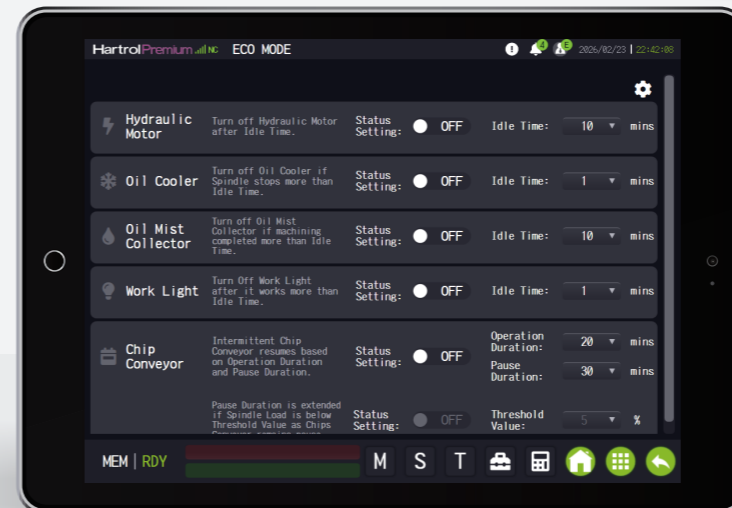 HartrolPremium NC ECO MODE 4 E 2026/02/23 | 22:42:08
Hydraulic Motor
Turn off Hydraulic Motor
after Idle Time.
Status
Setting:
OFF
Idle Time: 10 mins
Oil Cooler
Turn off Oil Cooler if
Spindle stops more than
Idle Time.
Status
Setting:
OFF
Idle Time: 1 mins
Oil Mist
Collector
Turn off Oil Mist
Collector if machining
completed more than Idle
Time.
Status
Setting:
OFF
Idle Time: 10 mins
Work Light
Turn Off Work Light
after it works more than
Idle Time.
Status
Setting:
OFF
Idle Time: 1 mins
Chip
Conveyor
Intermittent Chip
Conveyor resumes based
on Operation Duration
and Pause Duration.
Status
Setting:
OFF
Operation
Duration:
20 mins
Pause
Duration:
30 mins
Pause Duration is extended
if Spindle Load is below
Threshold Value as Chips
Status
Setting:
OFF
Threshold
Value:
5 %
MEM | RDY M S T